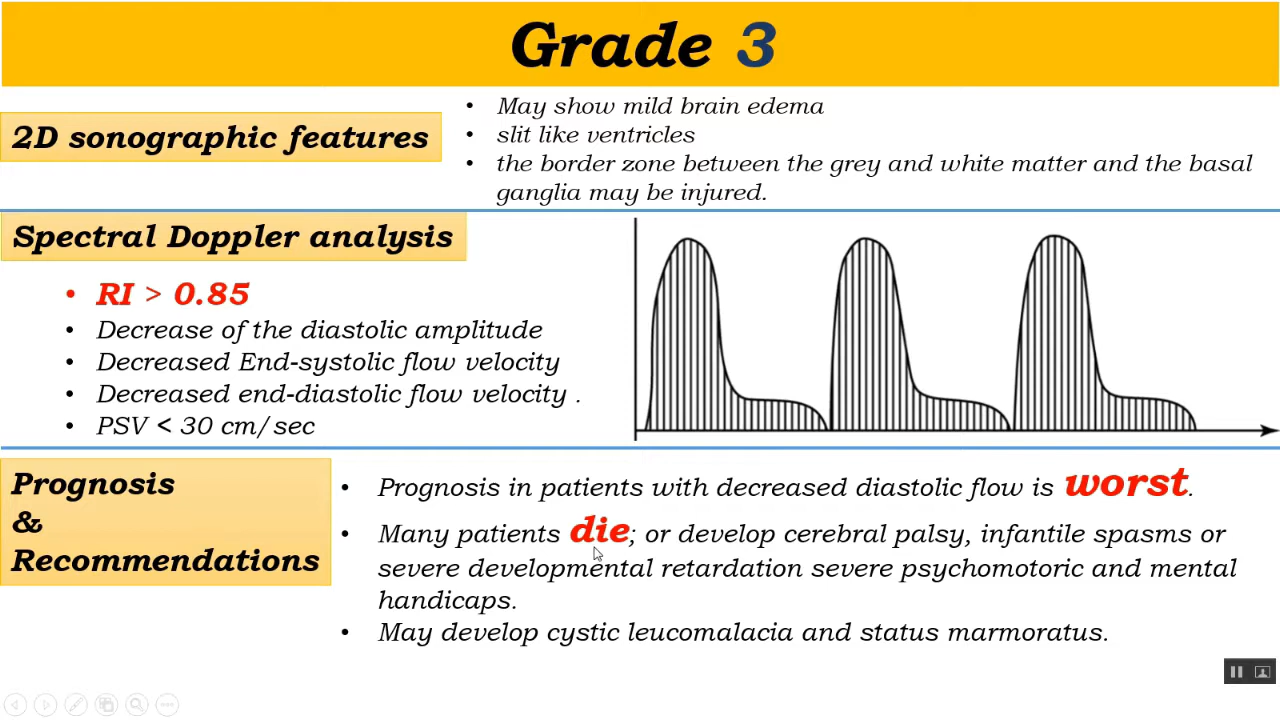 Grade 3
2D sonographic features
• May show mild brain edema
• slit like ventricles
• the border zone between the grey and white matter and the basal
ganglia may be injured.
Spectral Doppler analysis
• RI > 0.85
• Decrease of the diastolic amplitude
• Decreased End-systolic flow velocity
• Decreased end-diastolic flow velocity .
• PSV < 30 cm/sec
Prognosis
&
Recommendations
• Prognosis in patients with decreased diastolic flow is worst.
• Many patients die; or develop cerebral palsy, infantile spasms or
severe developmental retardation severe psychomotoric and mental
handicaps.
• May develop cystic leucomalacia and status marmoratus.